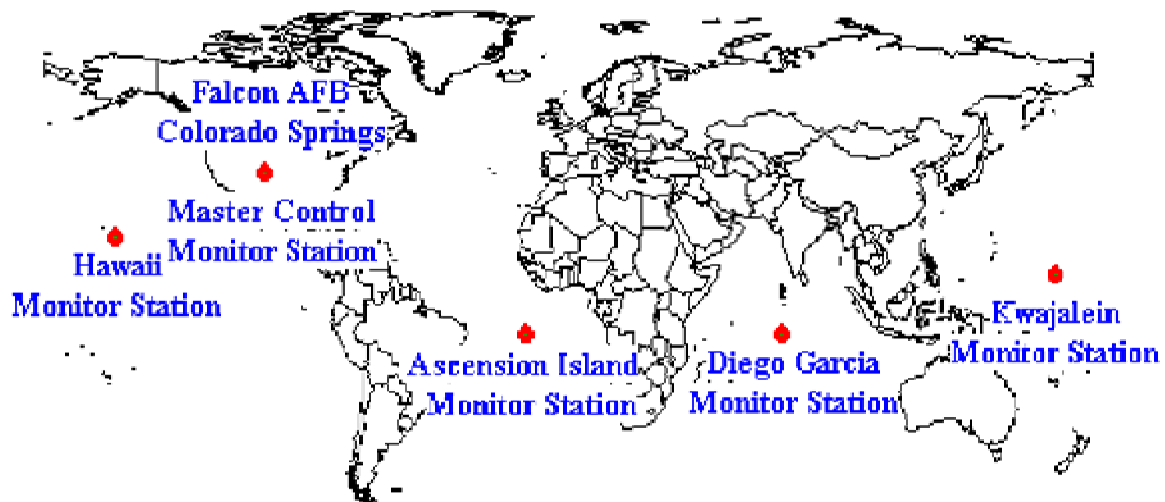 Falcon AFB
Colorado Springs
Master Control
Monitor Station
Hawaii
Monitor Station
Ascension Island
Monitor Station
Diego Garcia
Monitor Station
Kwajalein
Monitor Station